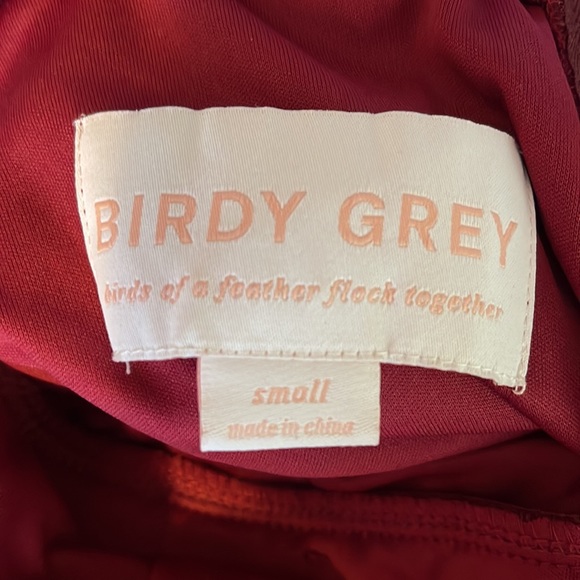 BIRDY GREY
birds of a feather flock together
small
made in china